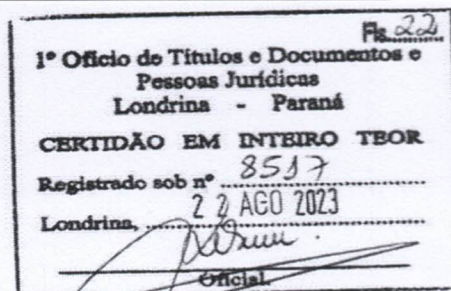 Fls. 22
1º Oficio de Títulos e Documentos e
Pessoas Jurídicas
Londrina - Paraná
CERTIDÃO EM INTEIRO TEOR
Registrado sob nº 8517
Londrina, 22 AGO 2023
Oficial.